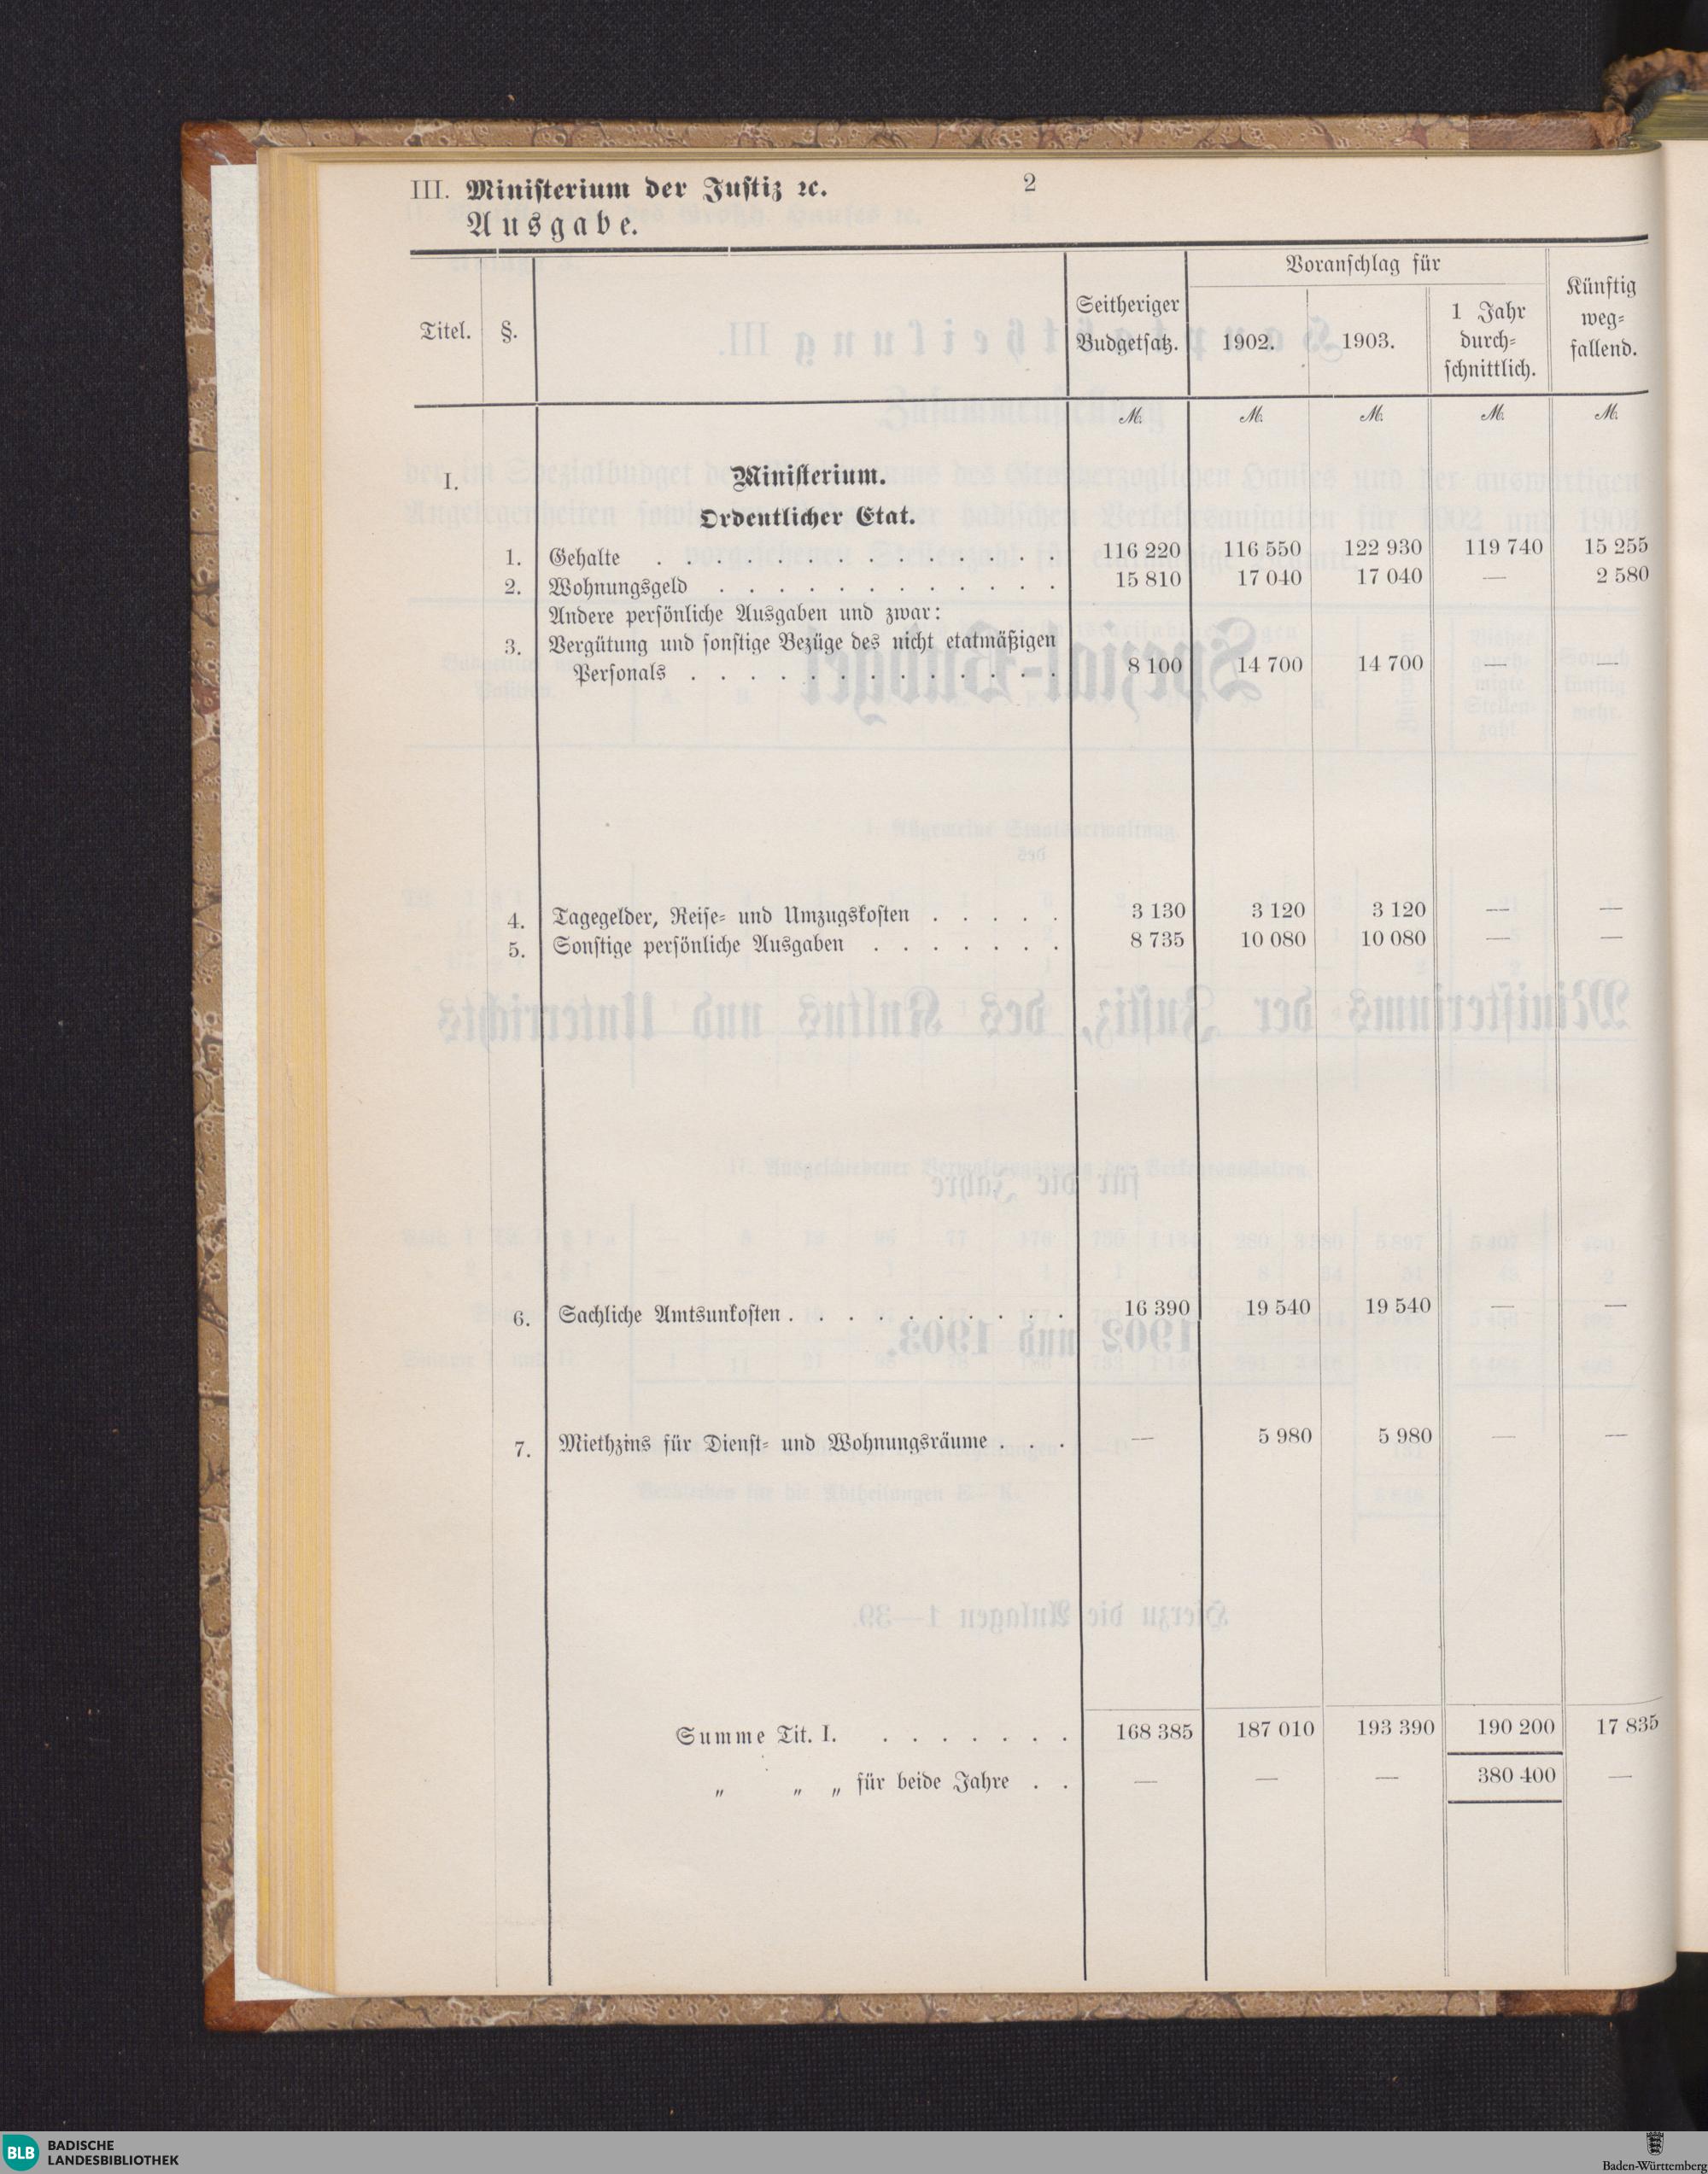 III. Ministerium der Justiz ꝛc. 2
Ausgabe.
Titel. §. Seitheriger Budgetsatz. Voranschlag für 1902. 1903. 1 Jahr durch- schnittlich. Künftig weg- fallend.
M. M. M. M. M.
I. Ministerium.
Ordentlicher Etat.
1. Gehalte . . . . . . . . . . . . . . 116 220 116 550 122 930 119 740 15 255
2. Wohnungsgeld . . . . . . . . . . . . 15 810 17 040 17 040 — 2 580
Andere persönliche Ausgaben und zwar:
3. Vergütung und sonstige Bezüge des nicht etatmäßigen
Personals . . . . . . . . . . . . . 8 100 14 700 14 700 — —
4. Tagegelder, Reise- und Umzugskosten . . . . . 3 130 3 120 3 120 — —
5. Sonstige persönliche Ausgaben . . . . . . . 8 735 10 080 10 080 — —
6. Sachliche Amtsunkosten . . . . . . . . . . 16 390 19 540 19 540 — —
7. Miethzins für Dienst- und Wohnungsräume . . . — 5 980 5 980 — —
Summe Tit. I. . . . . . . . 168 385 187 010 193 390 190 200 17 835
„ „ „ für beide Jahre . . — — — 380 400 —
BLB BADISCHE
LANDESBIBLIOTHEK
Baden-Württemberg